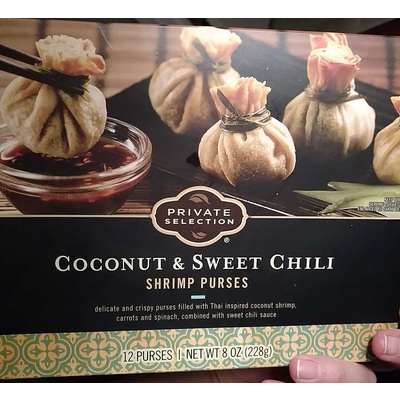 PRIVATE
SELECTION
®
COCONUT & SWEET CHILI
SHRIMP PURSES
delicate and crispy purses filled with Thai inspired coconut shrimp,
carrots and spinach, combined with sweet chili sauce
12 PURSES | NET WT 8 OZ (228g)